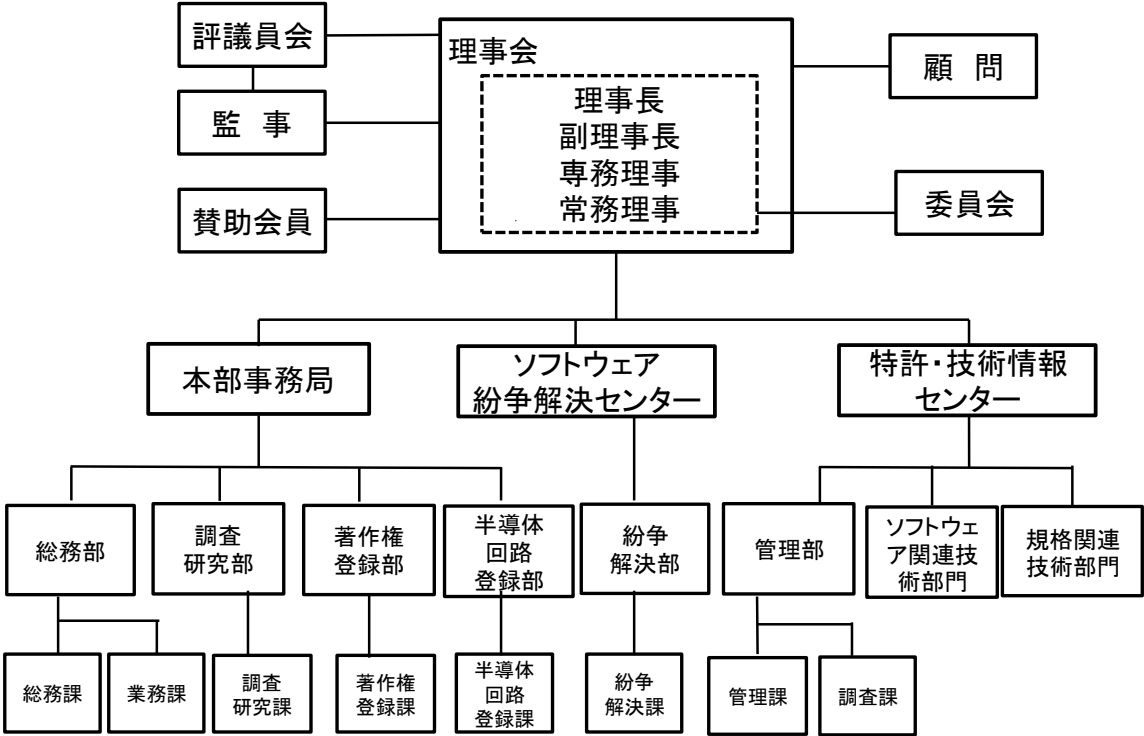 評議員会
監　事
賛助会員
理事会
理事長
副理事長
専務理事
常務理事
顧　問
委員会
本部事務局
ソフトウェア
紛争解決センター
特許・技術情報
センター
総務部
調査
研究部
著作権
登録部
半導体
回路
登録部
紛争
解決部
管理部
ソフトウェ
ア関連技
術部門
規格関連
技術部門
総務課
業務課
調査
研究課
著作権
登録課
半導体
回路
登録課
紛争
解決課
管理課
調査課